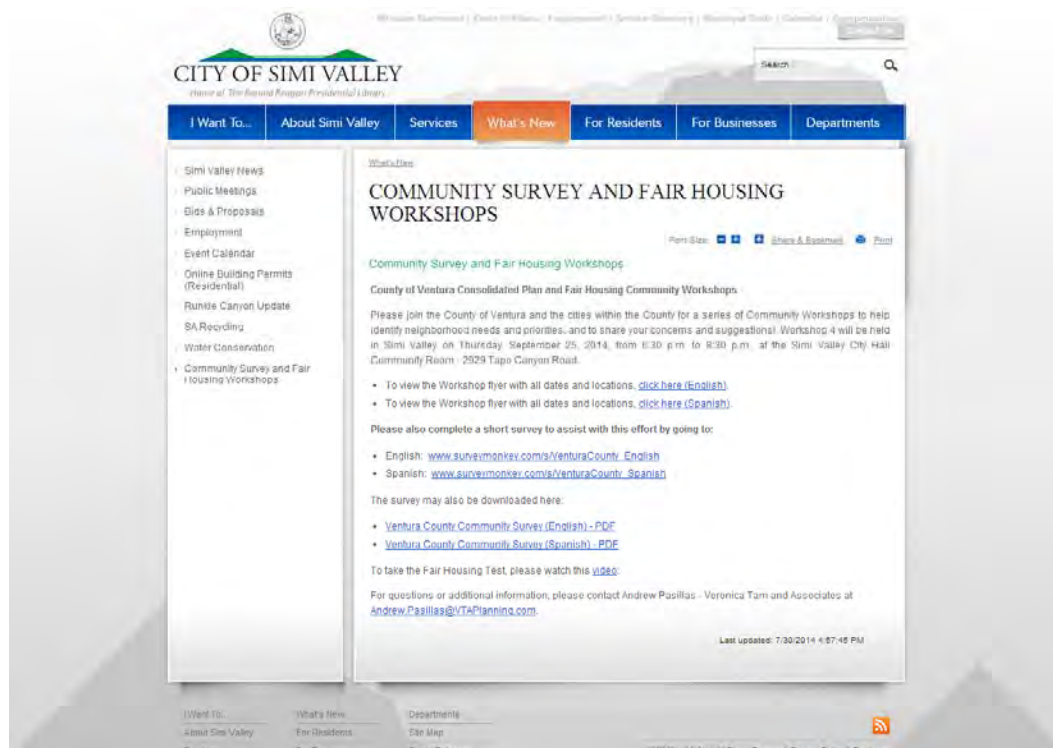 CITY OF SIMI VALLEY
Home of The Ronald Reagan Presidential Library
Search
I Want To... About Simi Valley Services What's New For Residents For Businesses Departments
Simi Valley News
Public Meetings
Bids & Proposals
Employment
Event Calendar
Online Building Permits
(Residential)
Runkle Canyon Update
SA Recycling
Water Conservation
Community Survey and Fair
Housing Workshops
What's New
COMMUNITY SURVEY AND FAIR HOUSING
WORKSHOPS
Font Size: Share & Bookmark Print
Community Survey and Fair Housing Workshops
County of Ventura Consolidated Plan and Fair Housing Community Workshops
Please join the County of Ventura and the cities within the County for a series of Community Workshops to help
identify neighborhood needs and priorities, and to share your concerns and suggestions! Workshop 4 will be held
in Simi Valley on Thursday, September 25, 2014, from 6:30 p.m. to 8:30 p.m. at the Simi Valley City Hall
Community Room - 2929 Tapo Canyon Road.
• To view the Workshop flyer with all dates and locations, click here (English).
• To view the Workshop flyer with all dates and locations, click here (Spanish).
Please also complete a short survey to assist with this effort by going to:
• English: www.surveymonkey.com/s/VenturaCounty_English
• Spanish: www.surveymonkey.com/s/VenturaCounty_Spanish
The survey may also be downloaded here:
• Ventura County Community Survey (English) - PDF
• Ventura County Community Survey (Spanish) - PDF
To take the Fair Housing Test, please watch this video.
For questions or additional information, please contact Andrew Pasillas - Veronica Tam and Associates at
Andrew.Pasillas@VTAPlanning.com.
Last updated: 7/30/2014 4:57:45 PM
I Want To... What's New Departments
About Simi Valley For Residents Site Map